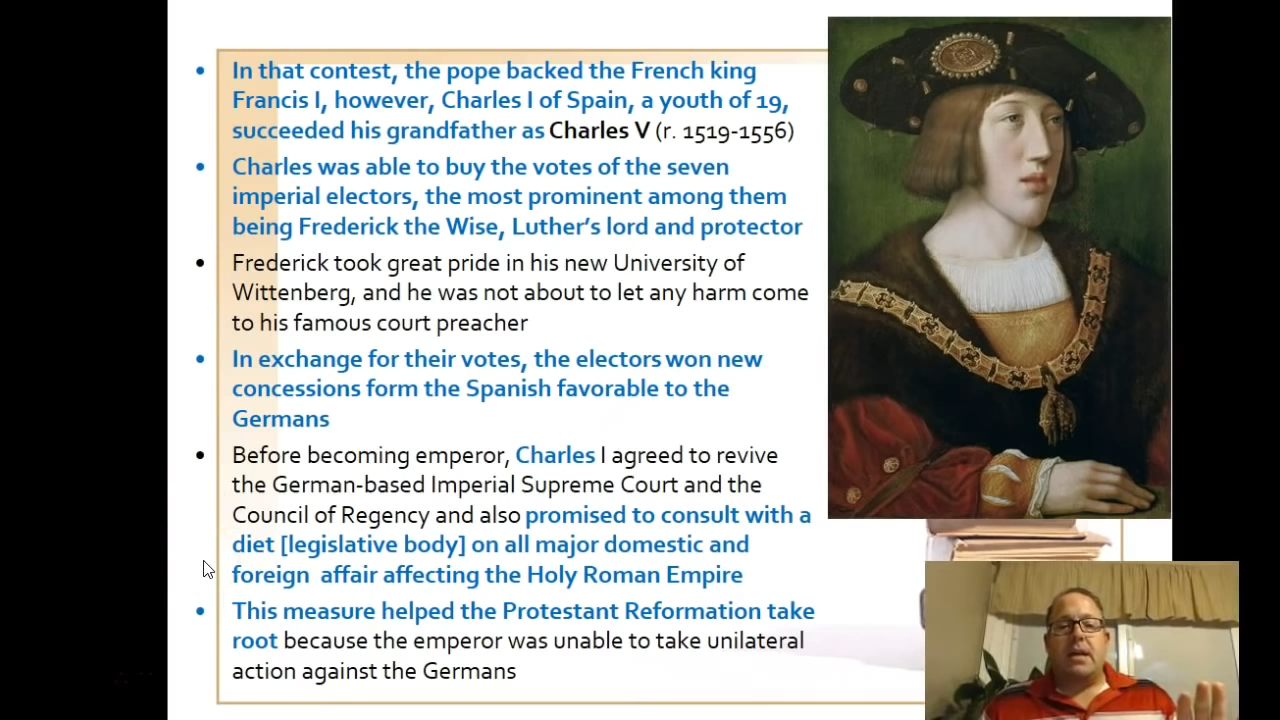 In that contest, the pope backed the French king
Francis I, however, Charles I of Spain, a youth of 19,
succeeded his grandfather as Charles V (r. 1519-1556)
Charles was able to buy the votes of the seven
imperial electors, the most prominent among them
being Frederick the Wise, Luther's lord and protector
Frederick took great pride in his new University of
Wittenberg, and he was not about to let any harm come
to his famous court preacher
In exchange for their votes, the electors won new
concessions form the Spanish favorable to the
Germans
Before becoming emperor, Charles I agreed to revive
the German-based Imperial Supreme Court and the
Council of Regency and also promised to consult with a
diet [legislative body] on all major domestic and
foreign affair affecting the Holy Roman Empire
This measure helped the Protestant Reformation take
root because the emperor was unable to take unilateral
action against the Germans